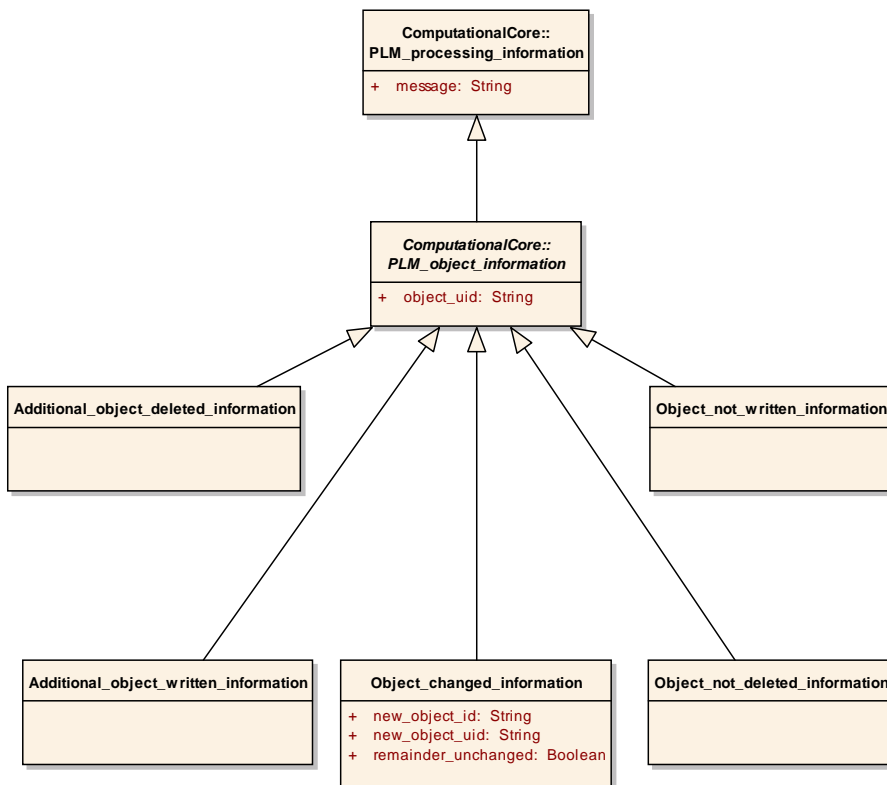 ComputationalCore::
PLM_processing_information
+ message: String
ComputationalCore::
PLM_object_information
+ object_uid: String
Additional_object_deleted_information
Object_not_written_information
Additional_object_written_information
Object_changed_information
+ new_object_id: String
+ new_object_uid: String
+ remainder_unchanged: Boolean
Object_not_deleted_information